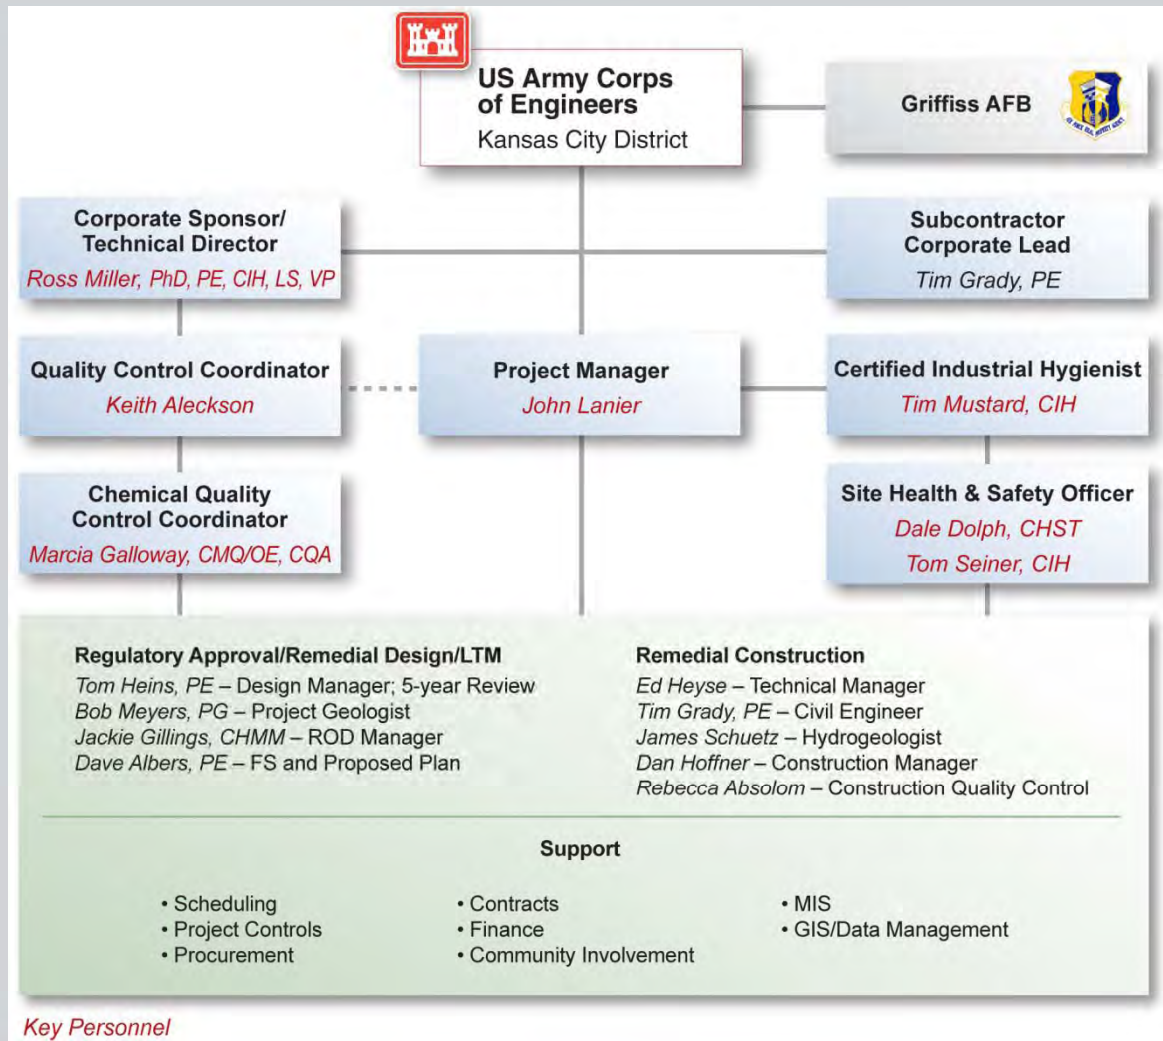 US Army Corps
of Engineers
Kansas City District
Griffiss AFB
Corporate Sponsor/
Technical Director
Ross Miller, PhD, PE, CIH, LS, VP
Subcontractor
Corporate Lead
Tim Grady, PE
Quality Control Coordinator
Keith Aleckson
Project Manager
John Lanier
Certified Industrial Hygienist
Tim Mustard, CIH
Chemical Quality
Control Coordinator
Marcia Galloway, CMQ/OE, CQA
Site Health & Safety Officer
Dale Dolph, CHST
Tom Seiner, CIH
Regulatory Approval/Remedial Design/LTM
Tom Heins, PE – Design Manager; 5-year Review
Bob Meyers, PG – Project Geologist
Jackie Gillings, CHMM – ROD Manager
Dave Albers, PE – FS and Proposed Plan
Remedial Construction
Ed Heyse – Technical Manager
Tim Grady, PE – Civil Engineer
James Schuetz – Hydrogeologist
Dan Hoffner – Construction Manager
Rebecca Absolom – Construction Quality Control
Support
• Scheduling
• Project Controls
• Procurement
• Contracts
• Finance
• Community Involvement
• MIS
• GIS/Data Management
Key Personnel